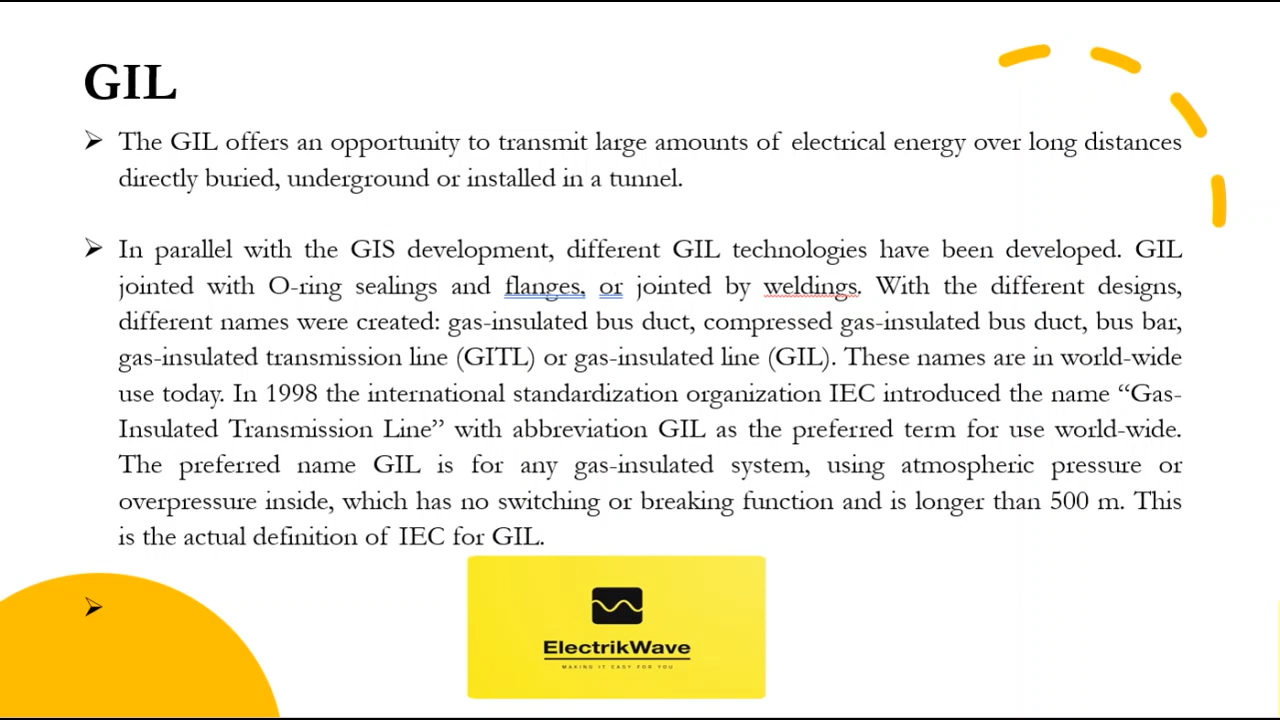 GIL
➢ The GIL offers an opportunity to transmit large amounts of electrical energy over long distances
directly buried, underground or installed in a tunnel.
➢ In parallel with the GIS development, different GIL technologies have been developed. GIL
jointed with O-ring sealings and flanges, or jointed by weldings. With the different designs,
different names were created: gas-insulated bus duct, compressed gas-insulated bus duct, bus bar,
gas-insulated transmission line (GITL) or gas-insulated line (GIL). These names are in world-wide
use today. In 1998 the international standardization organization IEC introduced the name “Gas-
Insulated Transmission Line” with abbreviation GIL as the preferred term for use world-wide.
The preferred name GIL is for any gas-insulated system, using atmospheric pressure or
overpressure inside, which has no switching or breaking function and is longer than 500 m. This
is the actual definition of IEC for GIL.
➢
ElectrikWave
MAKING IT EASY FOR YOU